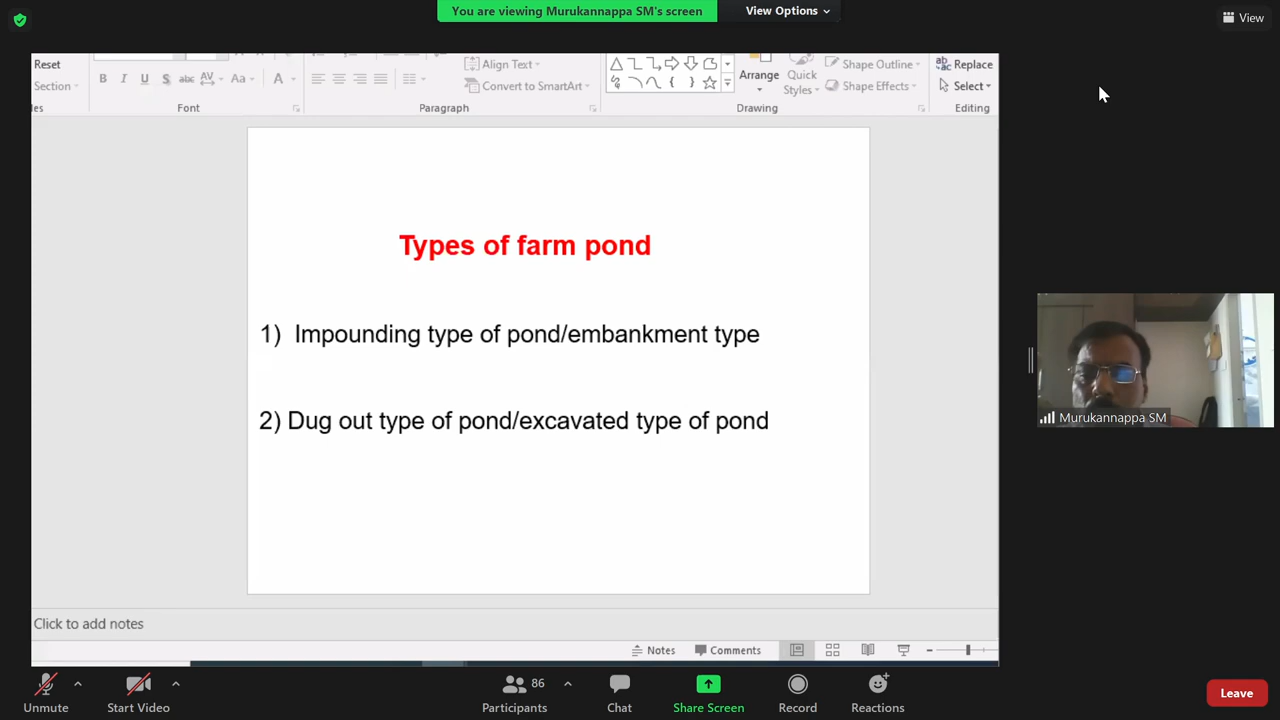 You are viewing Murukannappa SM's screen
View Options
View
Reset
Section
B I U S abc AV Aa A
Font
Align Text
Convert to SmartArt
Paragraph
Arrange
Quick Styles
Shape Outline
Shape Effects
Drawing
Replace
Select
Editing
Types of farm pond
1) Impounding type of pond/embankment type
2) Dug out type of pond/excavated type of pond
Murukannappa SM
Click to add notes
Notes
Comments
Unmute
Start Video
86
Participants
Chat
Share Screen
Record
Reactions
Leave